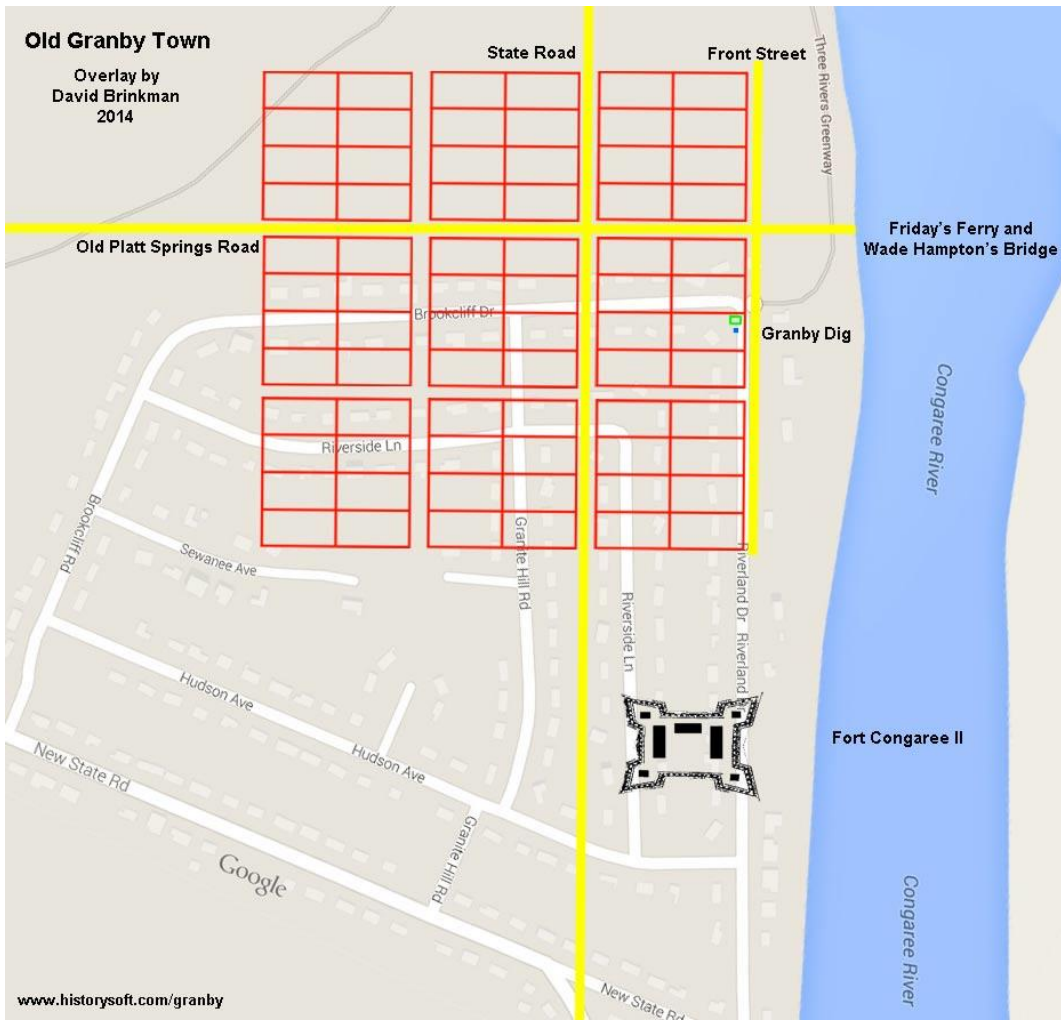 Old Granby Town
Overlay by
David Brinkman
2014
State Road
Front Street
Three Rivers Greenway
Old Platt Springs Road
Friday's Ferry and
Wade Hampton's Bridge
Brookcliff Dr
Granby Dig
Congaree River
Riverside Ln
Brookcliff Rd
Sewanee Ave
Granite Hill Rd
Riverland Dr
Riverside Ln
Riverland
Hudson Ave
Fort Congaree II
New State Rd
Hudson Ave
Granite Hill Rd
Google
Congaree River
New State Rd
www.historysoft.com/granby